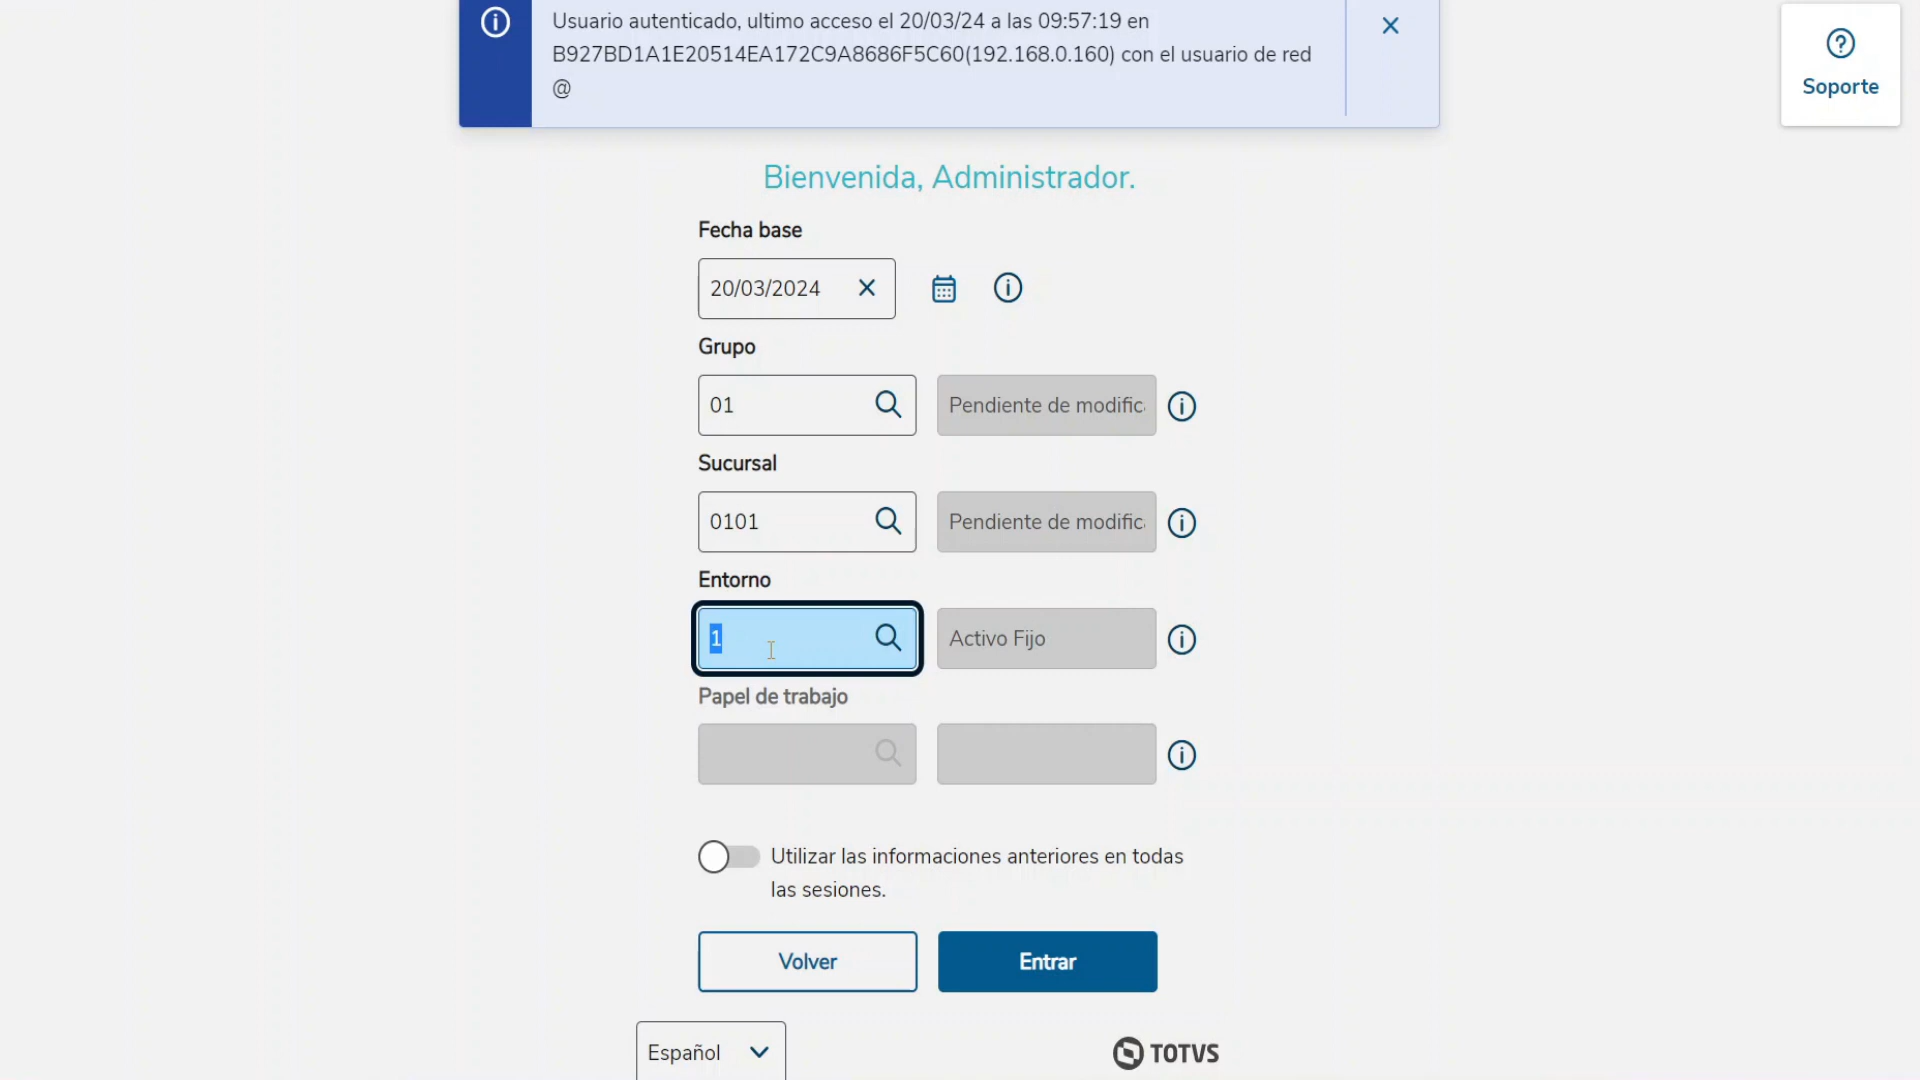 Usuario autenticado, ultimo acceso el 20/03/24 a las 09:57:19 en
B927BD1A1E20514EA172C9A8686F5C60(192.168.0.160) con el usuario de red
@
Soporte
Bienvenida, Administrador.
Fecha base
20/03/2024
Grupo
01 Pendiente de modific
Sucursal
0101 Pendiente de modific
Entorno
1 Activo Fijo
Papel de trabajo
Utilizar las informaciones anteriores en todas
las sesiones.
Volver Entrar
Español TOTVS